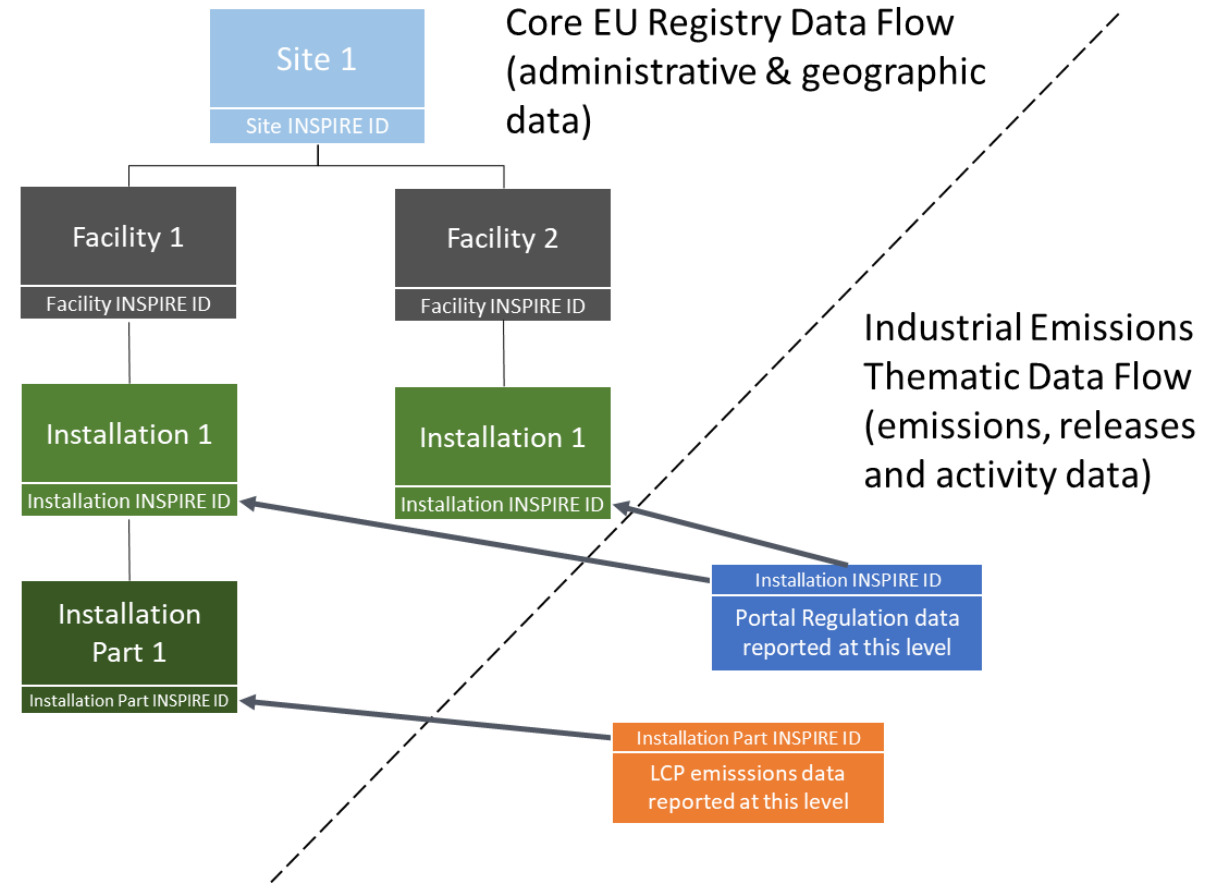 Core EU Registry Data Flow
(administrative & geographic
data)
Site 1
Site INSPIRE ID
Facility 1
Facility INSPIRE ID
Facility 2
Facility INSPIRE ID
Industrial Emissions
Thematic Data Flow
(emissions, releases
and activity data)
Installation 1
Installation INSPIRE ID
Installation 1
Installation INSPIRE ID
Installation INSPIRE ID
Portal Regulation data
reported at this level
Installation
Part 1
Installation Part INSPIRE ID
Installation Part INSPIRE ID
LCP emisssions data
reported at this level